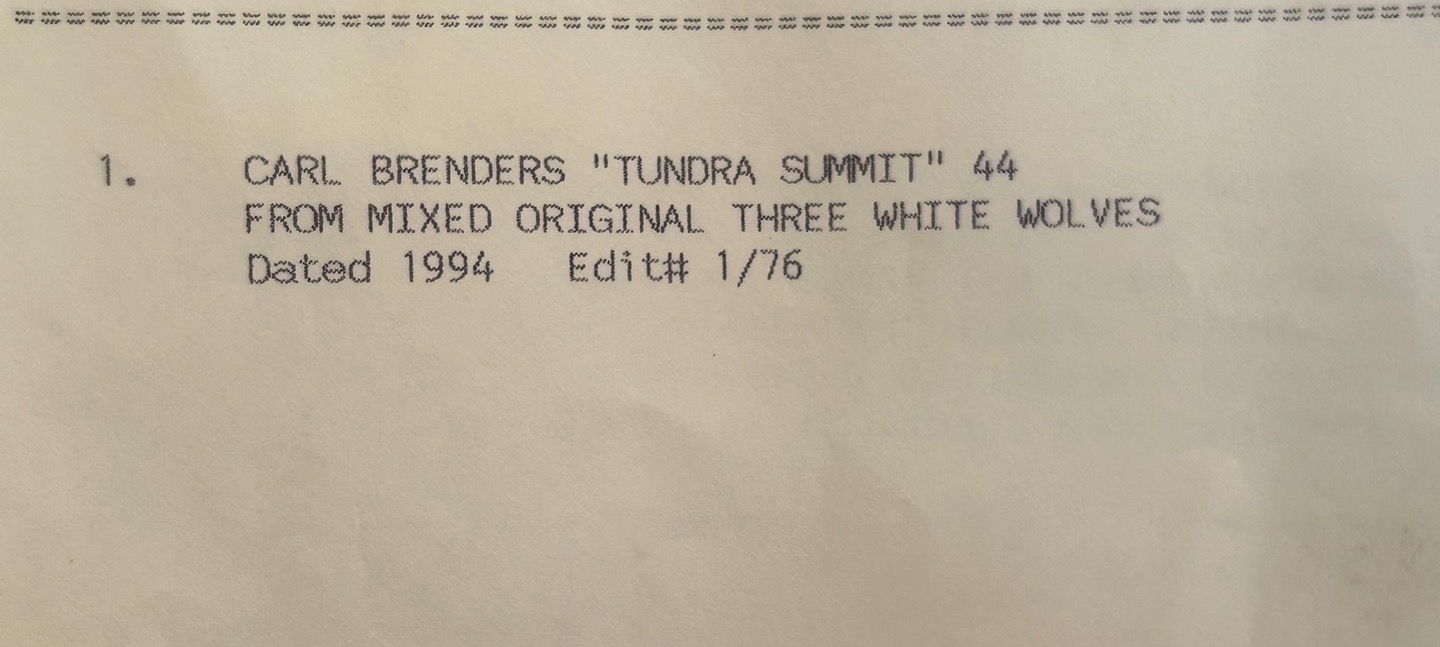 ==========================================================
1. CARL BRENDERS "TUNDRA SUMMIT" 44
FROM MIXED ORIGINAL THREE WHITE WOLVES
Dated 1994 Edit# 1/76